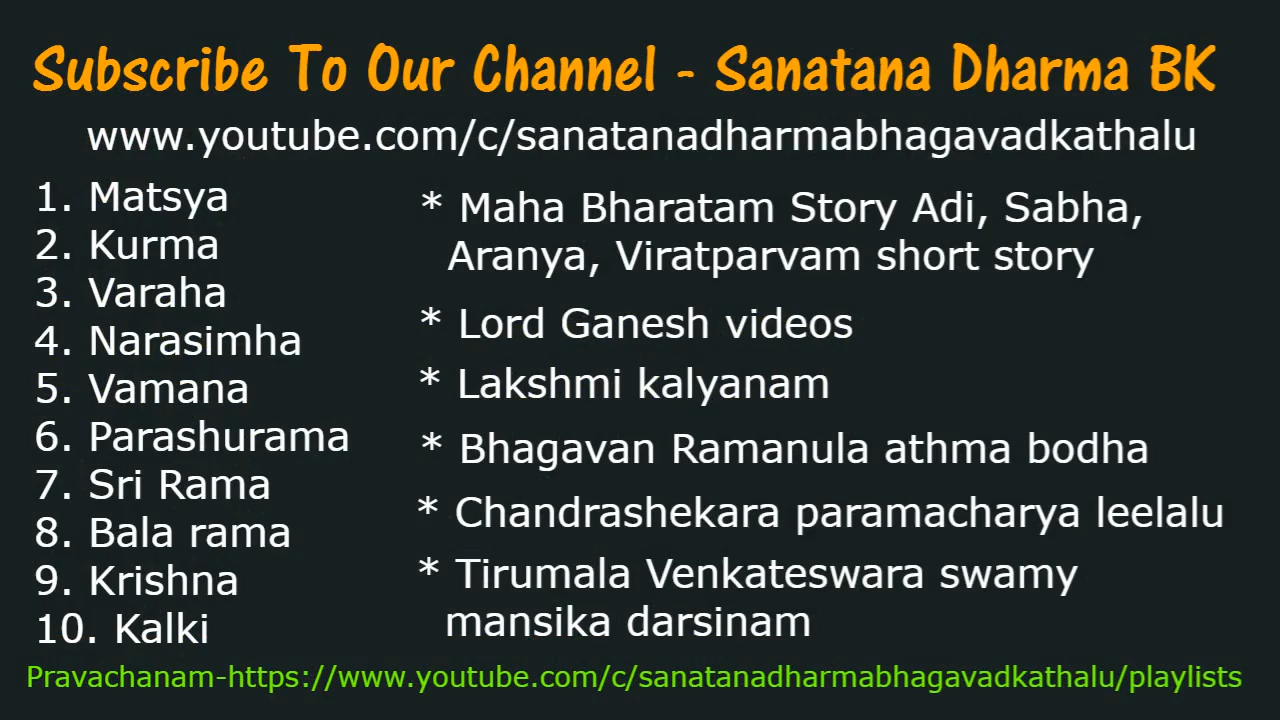 Subscribe To Our Channel - Sanatana Dharma BK
www.youtube.com/c/sanatanadharmabhagavadkathalu
1. Matsya
2. Kurma
3. Varaha
4. Narasimha
5. Vamana
6. Parashurama
7. Sri Rama
8. Bala rama
9. Krishna
10. Kalki
* Maha Bharatam Story Adi, Sabha,
Aranya, Viratparvam short story
* Lord Ganesh videos
* Lakshmi kalyanam
* Bhagavan Ramanula athma bodha
* Chandrashekara paramacharya leelalu
* Tirumala Venkateswara swamy
mansika darsinam
Pravachanam-https://www.youtube.com/c/sanatanadharmabhagavadkathalu/playlists